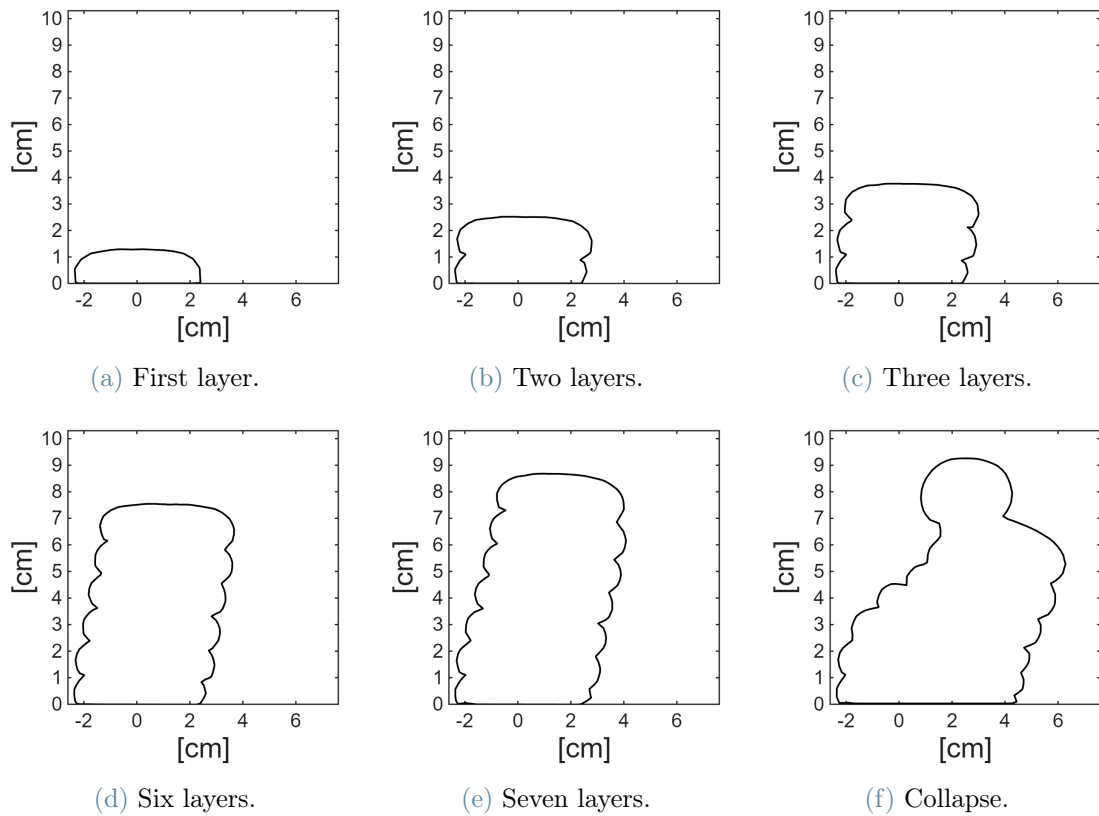 10 9 8 7 6 5 4 3 2 1 0
[cm]
-2 0 2 4 6
[cm]
(a) First layer.
10 9 8 7 6 5 4 3 2 1 0
[cm]
-2 0 2 4 6
[cm]
(b) Two layers.
10 9 8 7 6 5 4 3 2 1 0
[cm]
-2 0 2 4 6
[cm]
(c) Three layers.
10 9 8 7 6 5 4 3 2 1 0
[cm]
-2 0 2 4 6
[cm]
(d) Six layers.
10 9 8 7 6 5 4 3 2 1 0
[cm]
-2 0 2 4 6
[cm]
(e) Seven layers.
10 9 8 7 6 5 4 3 2 1 0
[cm]
-2 0 2 4 6
[cm]
(f) Collapse.